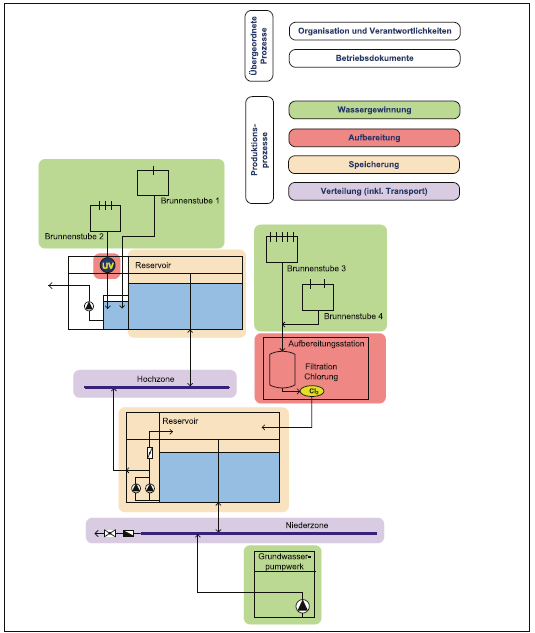 Übergeordnete
Prozesse
Organisation und Verantwortlichkeiten
Betriebsdokumente
Produktions-
prozesse
Wassergewinnung
Aufbereitung
Speicherung
Verteilung (inkl. Transport)
Brunnenstube 1
Brunnenstube 2
UV
Reservoir
Brunnenstube 3
Brunnenstube 4
Aufbereitungsstation
Filtration
Chlorung
Cl₂
Hochzone
Reservoir
Niederzone
Grundwasser-
pumpwerk